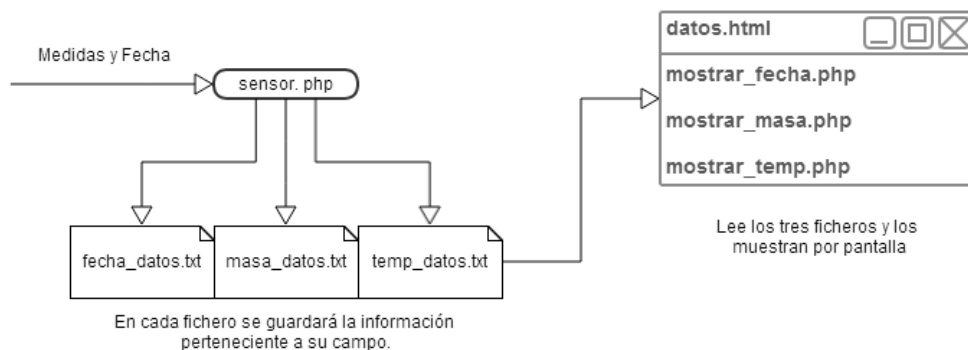 Medidas y Fecha
sensor. php
fecha_datos.txt
masa_datos.txt
temp_datos.txt
En cada fichero se guardará la información
perteneciente a su campo.
datos.html
mostrar_fecha.php
mostrar_masa.php
mostrar_temp.php
Lee los tres ficheros y los
muestran por pantalla